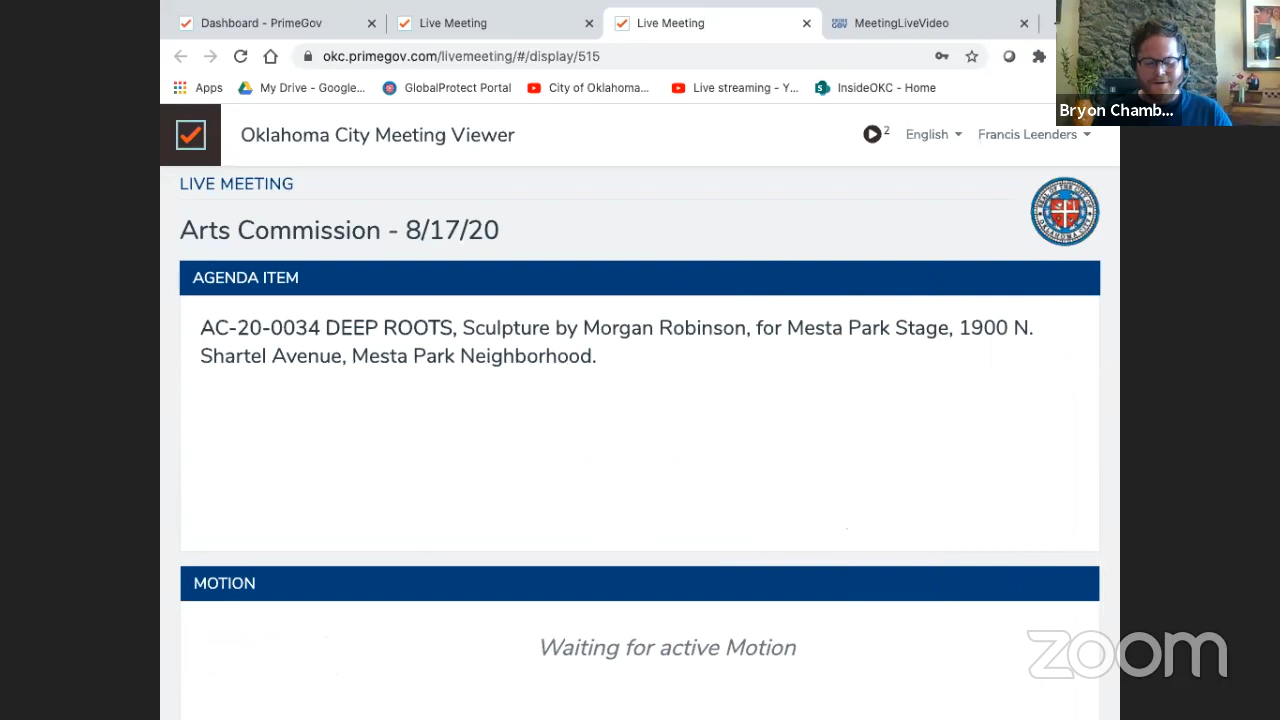 Dashboard - PrimeGov
Live Meeting
Live Meeting
MeetingLiveVideo
okc.primegov.com/livemeeting/#/display/515
Apps
My Drive - Google...
GlobalProtect Portal
City of Oklahoma...
Live streaming - Y...
InsideOKC - Home
Bryon Chamb...
Oklahoma City Meeting Viewer
2
English
Francis Leenders
LIVE MEETING
Arts Commission - 8/17/20
AGENDA ITEM
AC-20-0034 DEEP ROOTS, Sculpture by Morgan Robinson, for Mesta Park Stage, 1900 N.
Shartel Avenue, Mesta Park Neighborhood.
MOTION
Waiting for active Motion
zoom